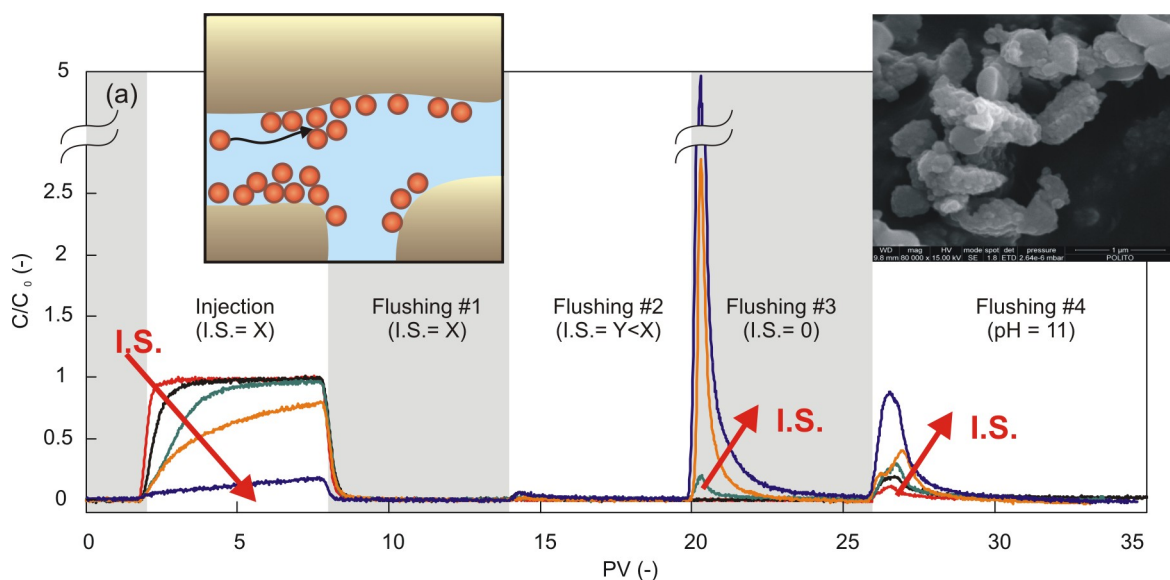 (a)
5
2.5
2
1.5
1
0.5
0
C/C₀ (-)
Injection
(I.S.= X)
Flushing #1
(I.S.= X)
Flushing #2
(I.S.= Y<X)
Flushing #3
(I.S.= 0)
Flushing #4
(pH = 11)
I.S.
I.S.
I.S.
0
5
10
15
20
25
30
35
PV (-)
WD mag HV mode spot det pressure 1 µm
9.8 mm 80 000 x 15.00 kV SE 1.8 ETD 2.64e-6 mbar POLITO